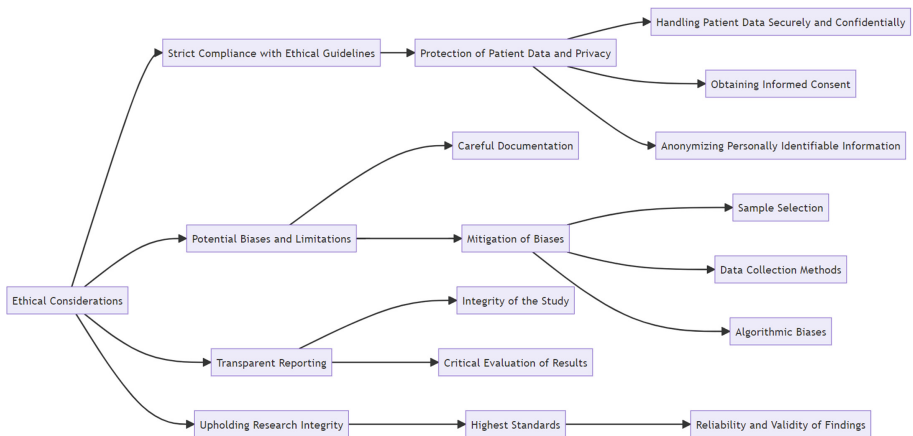 Handling Patient Data Securely and Confidentially
Strict Compliance with Ethical Guidelines
Protection of Patient Data and Privacy
Obtaining Informed Consent
Careful Documentation
Anonymizing Personally Identifiable Information
Sample Selection
Potential Biases and Limitations
Mitigation of Biases
Data Collection Methods
Ethical Considerations
Integrity of the Study
Algorithmic Biases
Transparent Reporting
Critical Evaluation of Results
Upholding Research Integrity
Highest Standards
Reliability and Validity of Findings